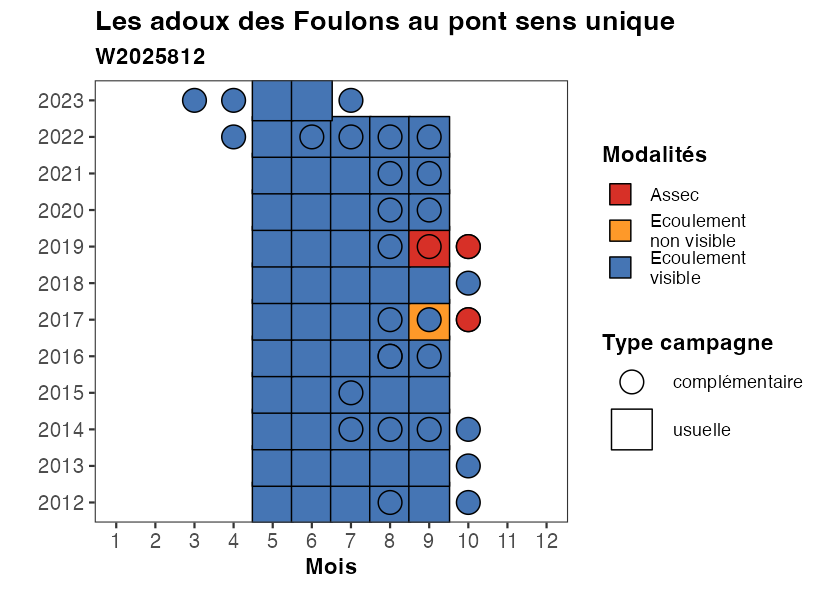 Les adoux des Foulons au pont sens unique
W2025812
2023
2022
2021
2020
2019
2018
2017
2016
2015
2014
2013
2012
1 2 3 4 5 6 7 8 9 10 11 12
Mois
Modalités
Assec
Ecoulement
non visible
Ecoulement
visible
Type campagne
complémentaire
usuelle